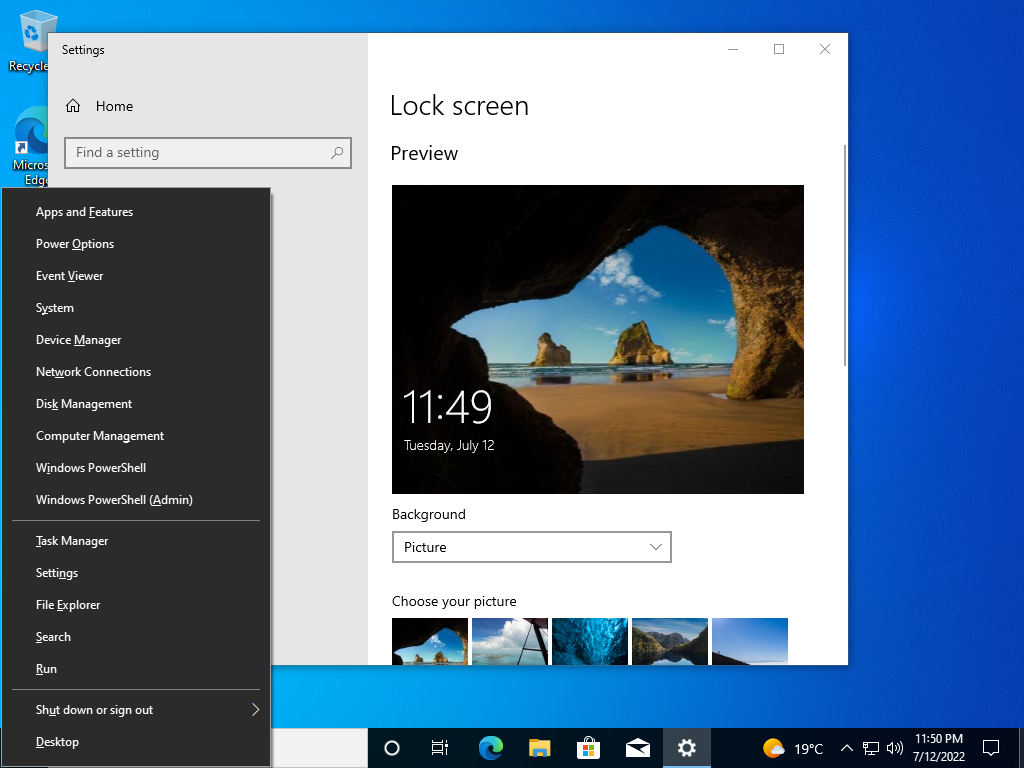 Recycle
Settings
Home
Find a setting
Micros
Edge
Lock screen
Preview
11:49
Tuesday, July 12
Background
Picture
Choose your picture
Apps and Features
Power Options
Event Viewer
System
Device Manager
Network Connections
Disk Management
Computer Management
Windows PowerShell
Windows PowerShell (Admin)
Task Manager
Settings
File Explorer
Search
Run
Shut down or sign out
Desktop
19°C
11:50 PM
7/12/2022